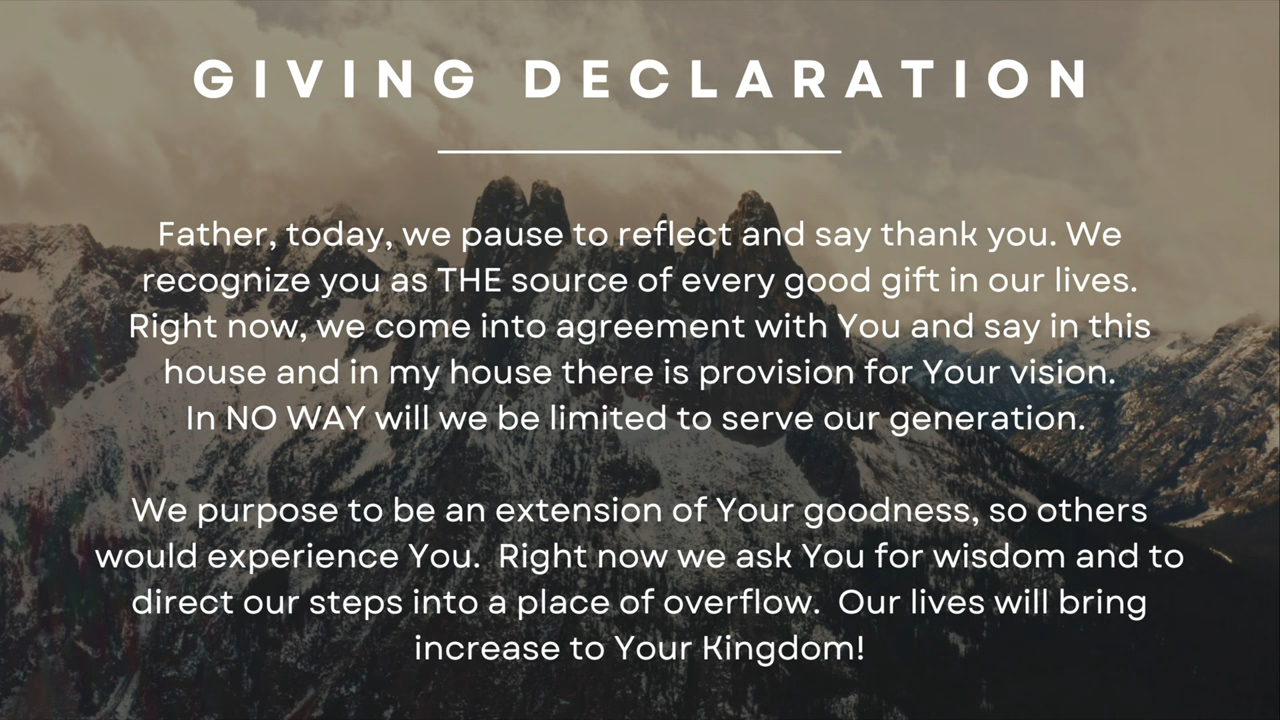 GIVING DECLARATION
Father, today, we pause to reflect and say thank you. We
recognize you as THE source of every good gift in our lives.
Right now, we come into agreement with You and say in this
house and in my house there is provision for Your vision.
In NO WAY will we be limited to serve our generation.
We purpose to be an extension of Your goodness, so others
would experience You.  Right now we ask You for wisdom and to
direct our steps into a place of overflow.  Our lives will bring
increase to Your Kingdom!